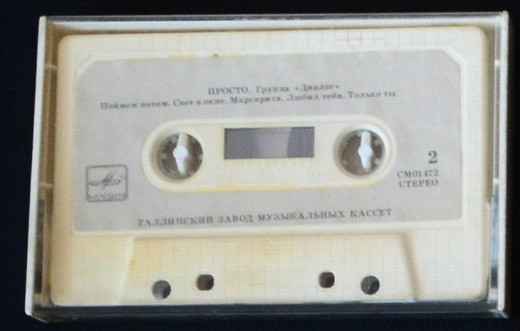 ПРОСТО. Группа «Диалог»
Поймем потом. Свет в окне. Маргарита. Любил тебя. Только ты.
2
СМ01472
СТЕРЕО
МЕЛОДИЯ
ТАЛЛИНСКИЙ ЗАВОД МУЗЫКАЛЬНЫХ КАССЕТ